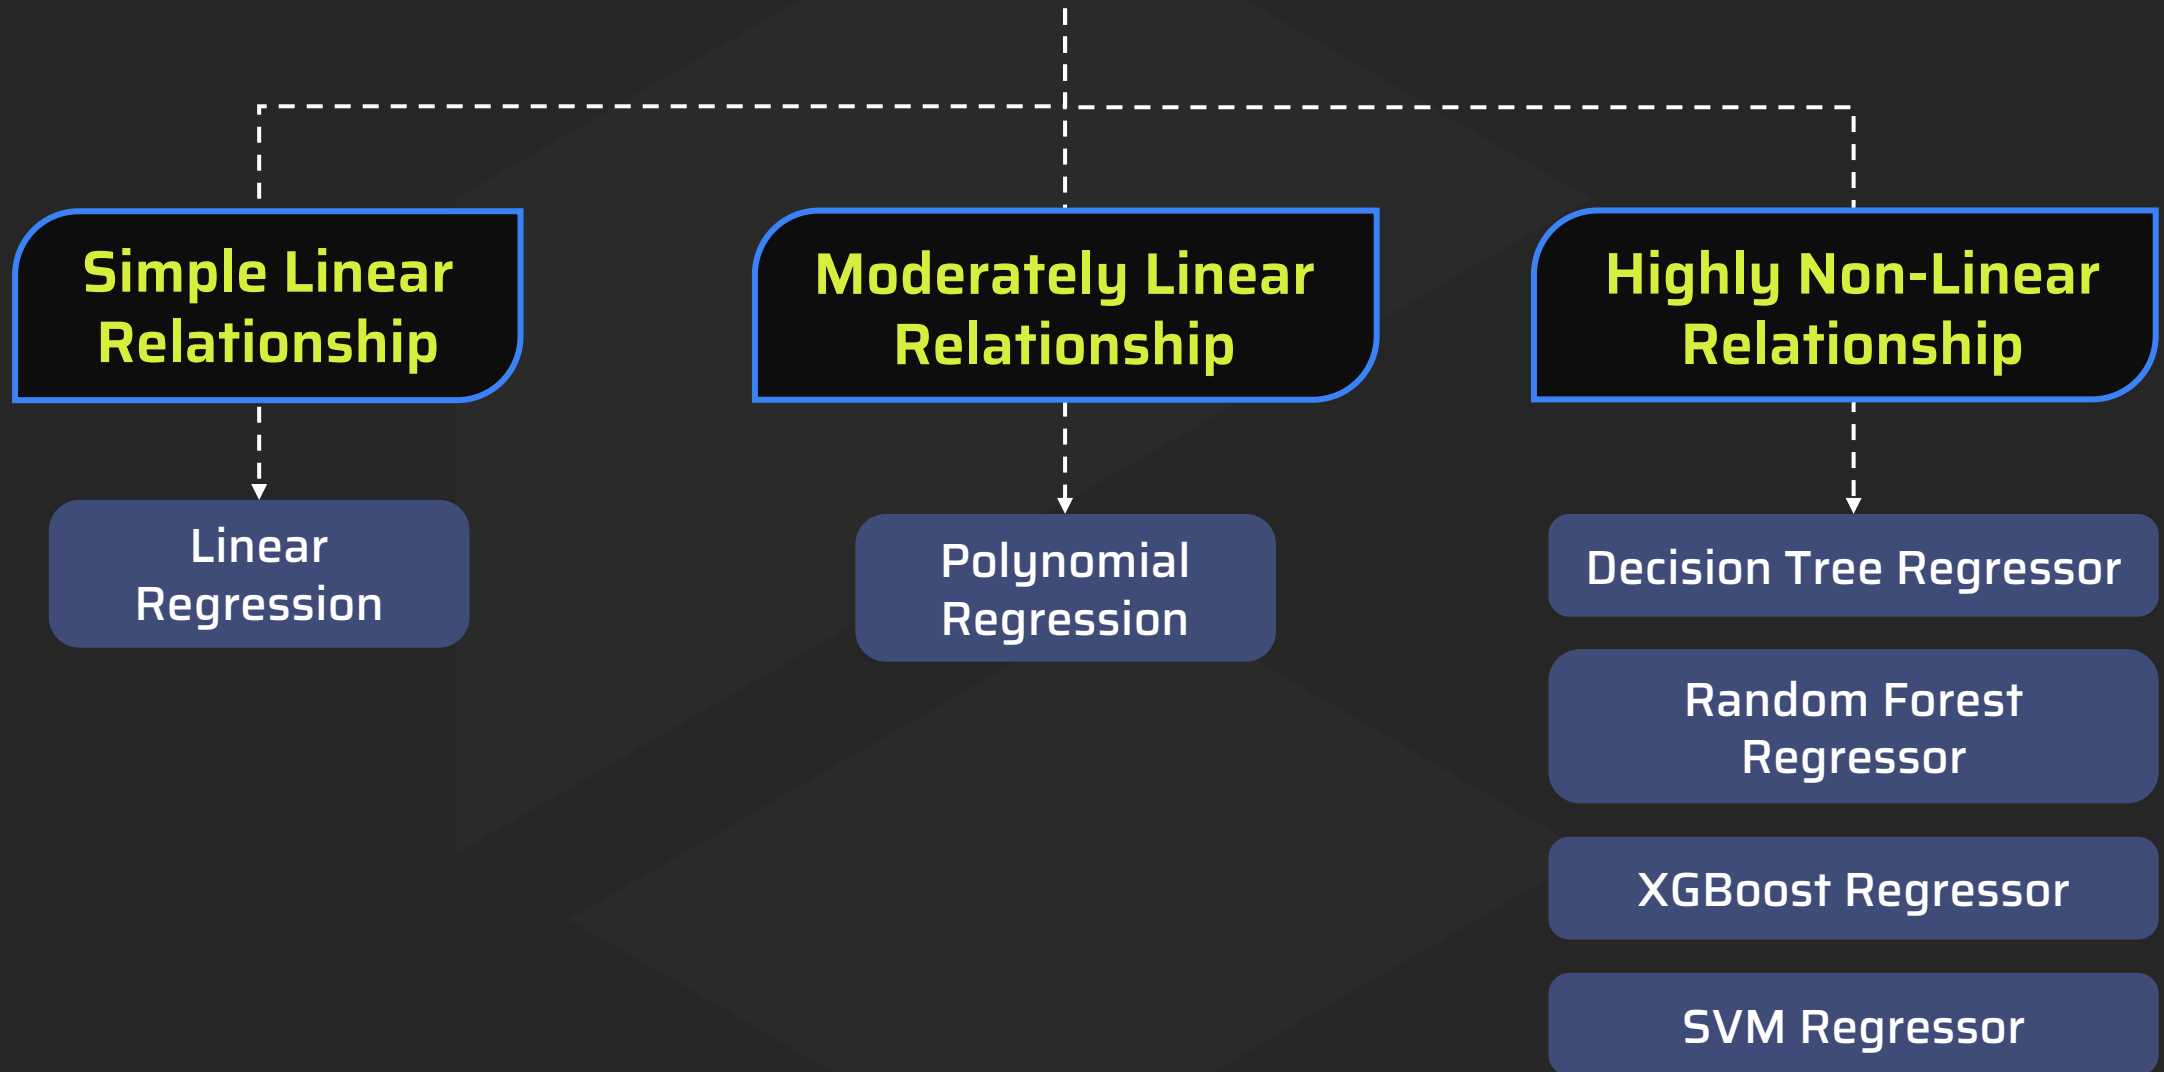 Simple Linear
Relationship
Moderately Linear
Relationship
Highly Non-Linear
Relationship
Linear
Regression
Polynomial
Regression
Decision Tree Regressor
Random Forest
Regressor
XGBoost Regressor
SVM Regressor